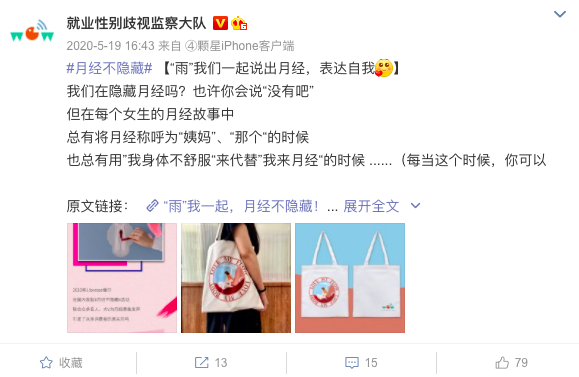 就业性别歧视监察大队
2020-5-19 16:43 来自 ④颗星iPhone客户端
#月经不隐藏# 【“雨”我们一起说出月经，表达自我】
我们在隐藏月经吗？也许你会说“没有吧”
但在每个女生的月经故事中
总有将月经称呼为“姨妈”、“那个“的时候
也总有用”我身体不舒服“来代替”我来月经“的时候 ......（每当这个时候，你可以
原文链接： “雨”我一起，月经不隐藏！... 展开全文
收藏
13
15
79